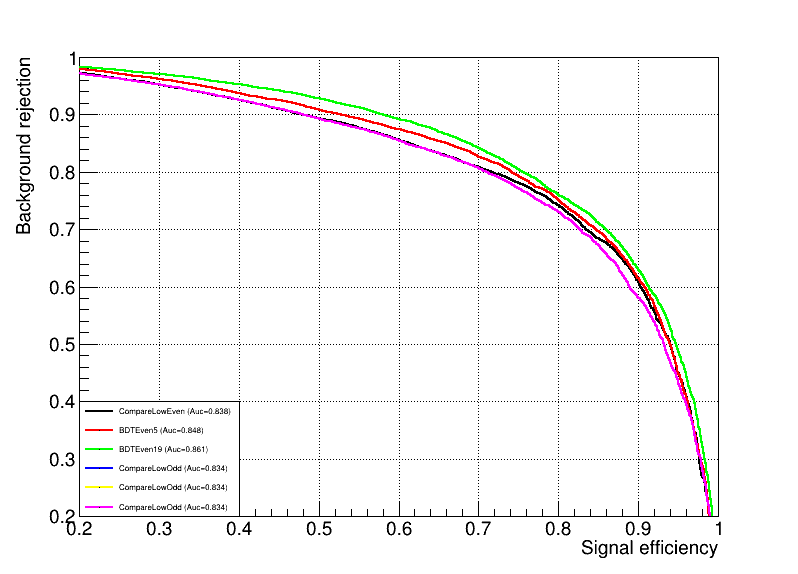 Background rejection
1
0.9
0.8
0.7
0.6
0.5
0.4
0.3
0.2
CompareLowEven (Auc=0.838)
BDTEven5 (Auc=0.848)
BDTEven19 (Auc=0.861)
CompareLowOdd (Auc=0.834)
CompareLowOdd (Auc=0.834)
CompareLowOdd (Auc=0.834)
0.2 0.3 0.4 0.5 0.6 0.7 0.8 0.9 1
Signal efficiency